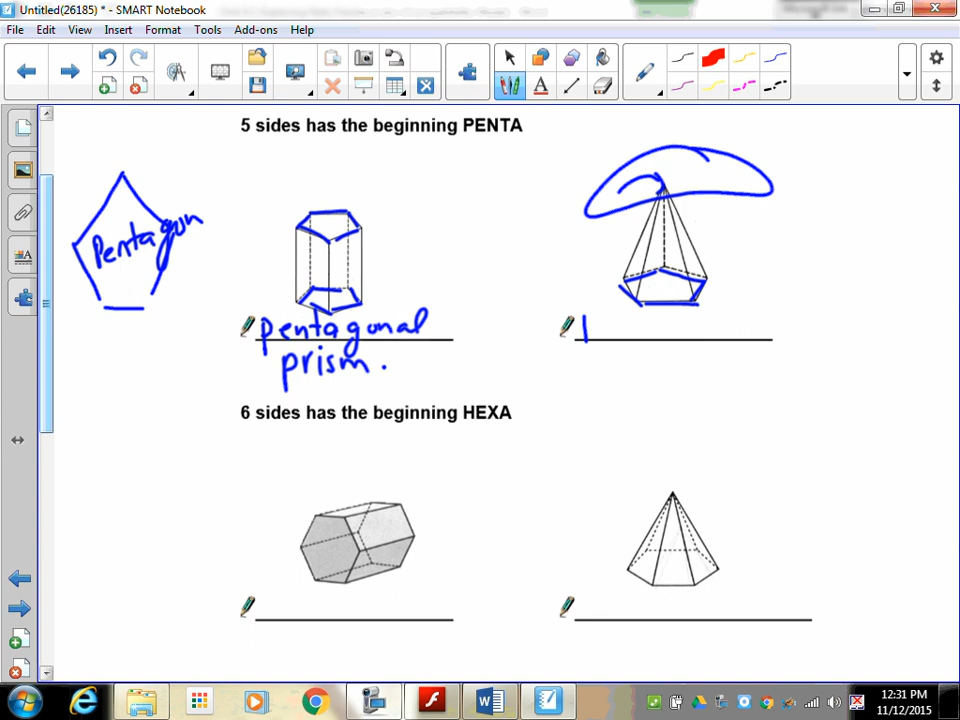 Untitled(26185) * - SMART Notebook
File Edit View Insert Format Tools Add-ons Help
5 sides has the beginning PENTA
Pentagon
pentagonal
prism.
6 sides has the beginning HEXA
12:31 PM
11/12/2015